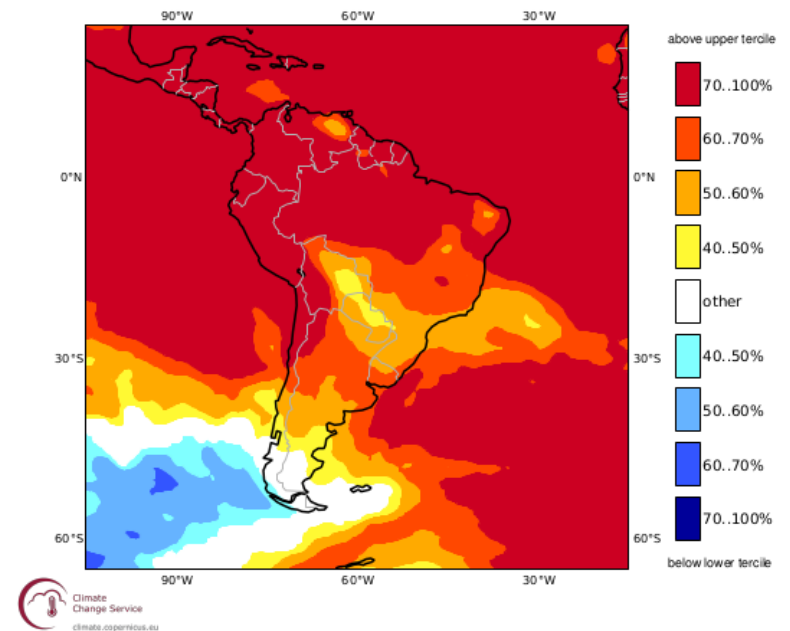 90°W 60°W 30°W
above upper tercile
70..100%
60..70%
50..60%
40..50%
other
40..50%
50..60%
60..70%
70..100%
below lower tercile
0°N 0°N
30°S 30°S
60°S 60°S
90°W 60°W 30°W
Climate
Change Service
climate.copernicus.eu